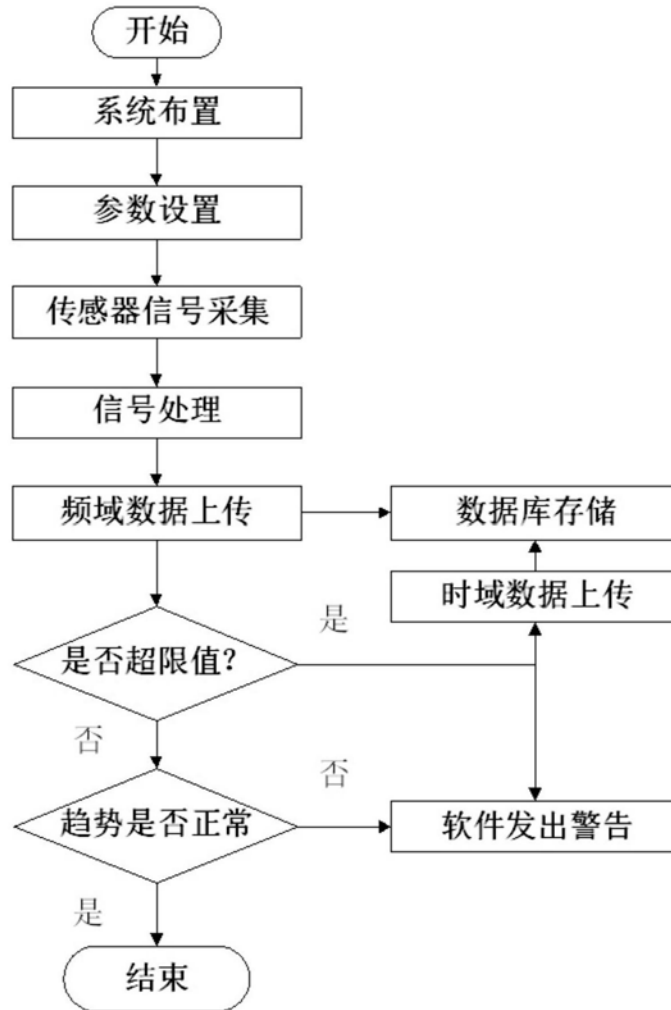 开始
系统布置
参数设置
传感器信号采集
信号处理
频域数据上传
数据库存储
时域数据上传
是
是否超限值？
否
否
趋势是否正常
软件发出警告
是
结束